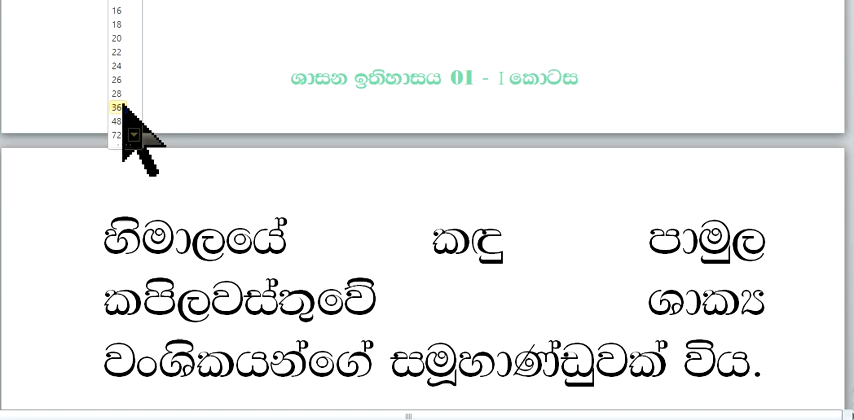 16
18
20
22
24
26
28
36
48
72
ශාසන ඉතිහාසය 01 - I කොටස
හිමාලයේ කඳු පාමුල
කපිලවස්තුවේ ශාක්‍ය
වංශිකයන්ගේ සමූහාණ්ඩුවක් විය.